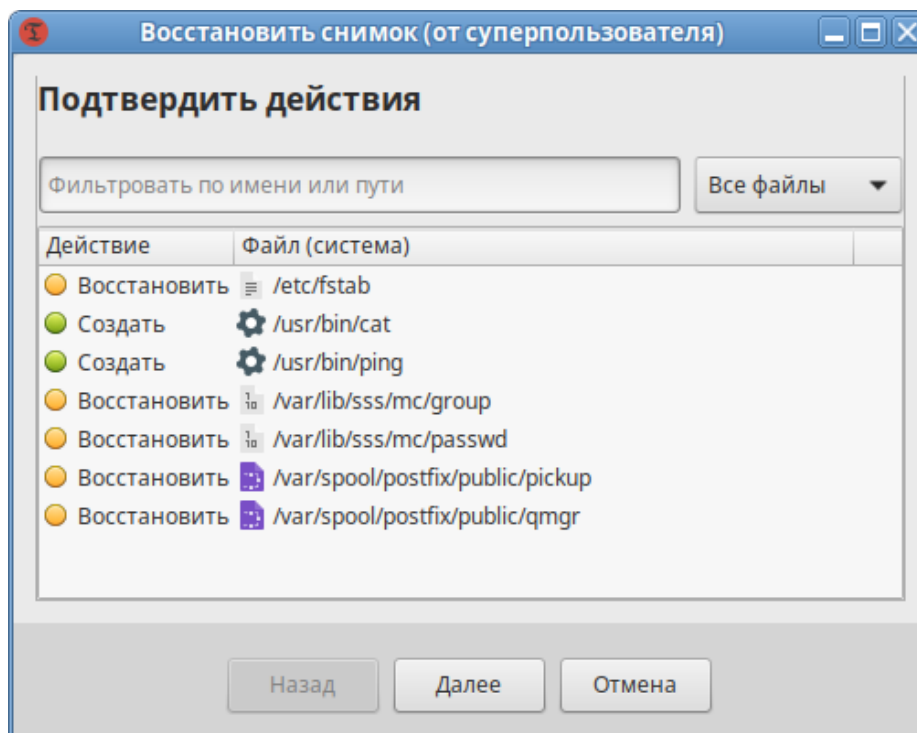 Восстановить снимок (от суперпользователя)
Подтвердить действия
Фильтровать по имени или пути Все файлы
Действие Файл (система)
Восстановить /etc/fstab
Создать /usr/bin/cat
Создать /usr/bin/ping
Восстановить /var/lib/sss/mc/group
Восстановить /var/lib/sss/mc/passwd
Восстановить /var/spool/postfix/public/pickup
Восстановить /var/spool/postfix/public/qmgr
Назад Далее Отмена